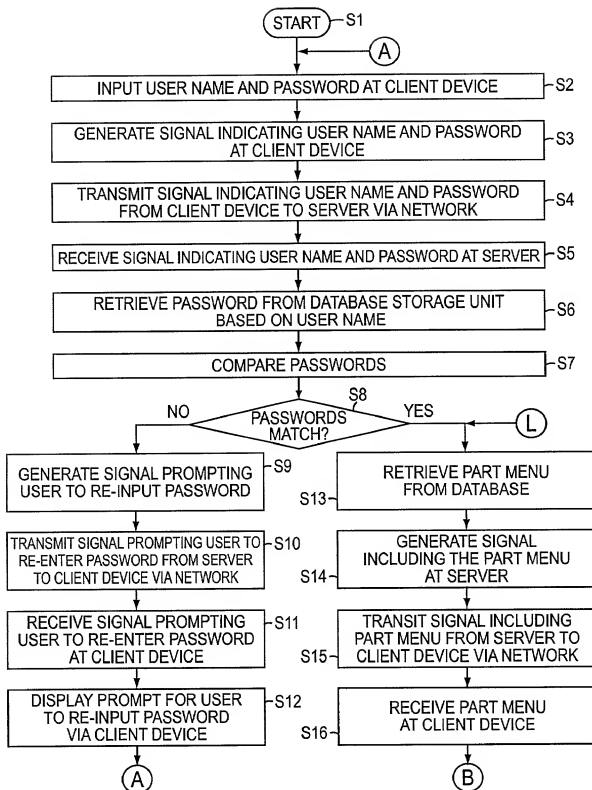 START
S1
A
INPUT USER NAME AND PASSWORD AT CLIENT DEVICE
S2
GENERATE SIGNAL INDICATING USER NAME AND PASSWORD
AT CLIENT DEVICE
S3
TRANSMIT SIGNAL INDICATING USER NAME AND PASSWORD
FROM CLIENT DEVICE TO SERVER VIA NETWORK
S4
RECEIVE SIGNAL INDICATING USER NAME AND PASSWORD AT SERVER
S5
RETRIEVE PASSWORD FROM DATABASE STORAGE UNIT
BASED ON USER NAME
S6
COMPARE PASSWORDS
S7
S8
NO
PASSWORDS
MATCH?
YES
L
GENERATE SIGNAL PROMPTING
USER TO RE-INPUT PASSWORD
S9
TRANSMIT SIGNAL PROMPTING USER TO
RE-ENTER PASSWORD FROM SERVER
TO CLIENT DEVICE VIA NETWORK
S10
RECEIVE SIGNAL PROMPTING
USER TO RE-ENTER PASSWORD
AT CLIENT DEVICE
S11
DISPLAY PROMPT FOR USER
TO RE-INPUT PASSWORD
VIA CLIENT DEVICE
S12
A
RETRIEVE PART MENU
FROM DATABASE
S13
GENERATE SIGNAL
INCLUDING THE PART MENU
AT SERVER
S14
TRANSIT SIGNAL INCLUDING
PART MENU FROM SERVER TO
CLIENT DEVICE VIA NETWORK
S15
RECEIVE PART MENU
AT CLIENT DEVICE
S16
B